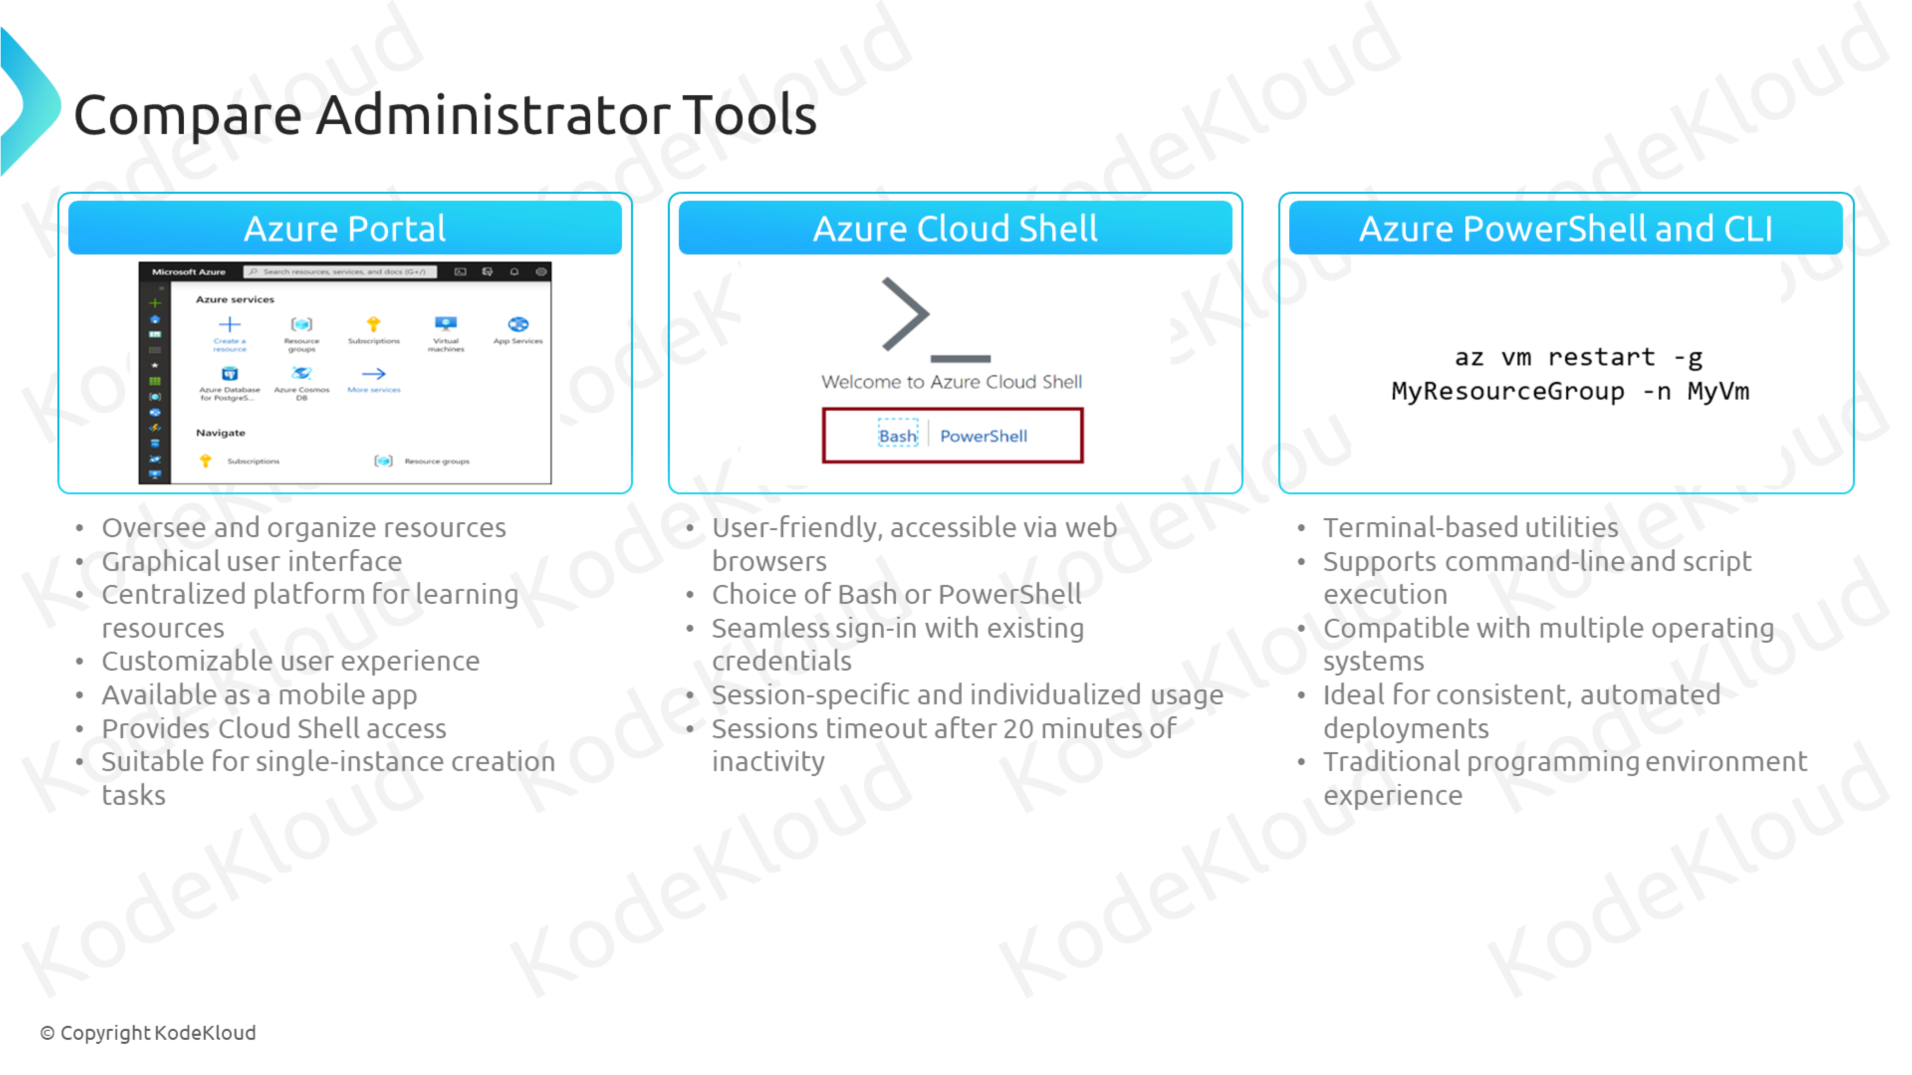 Compare Administrator Tools
Azure Portal
Microsoft Azure
Search resources, services, and docs (G+/)
Azure services
Create a
resource
Resource
groups
Subscriptions
Virtual
machines
App Services
Azure Database
for PostgreS...
Azure Cosmos
DB
More services
Navigate
Subscriptions
Resource groups
• Oversee and organize resources
• Graphical user interface
• Centralized platform for learning
resources
• Customizable user experience
• Available as a mobile app
• Provides Cloud Shell access
• Suitable for single-instance creation
tasks
Azure Cloud Shell
Welcome to Azure Cloud Shell
Bash | PowerShell
• User-friendly, accessible via web
browsers
• Choice of Bash or PowerShell
• Seamless sign-in with existing
credentials
• Session-specific and individualized usage
• Sessions timeout after 20 minutes of
inactivity
Azure PowerShell and CLI
az vm restart -g
MyResourceGroup -n MyVm
• Terminal-based utilities
• Supports command-line and script
execution
• Compatible with multiple operating
systems
• Ideal for consistent, automated
deployments
• Traditional programming environment
experience
© Copyright KodeKloud
KodeKloud